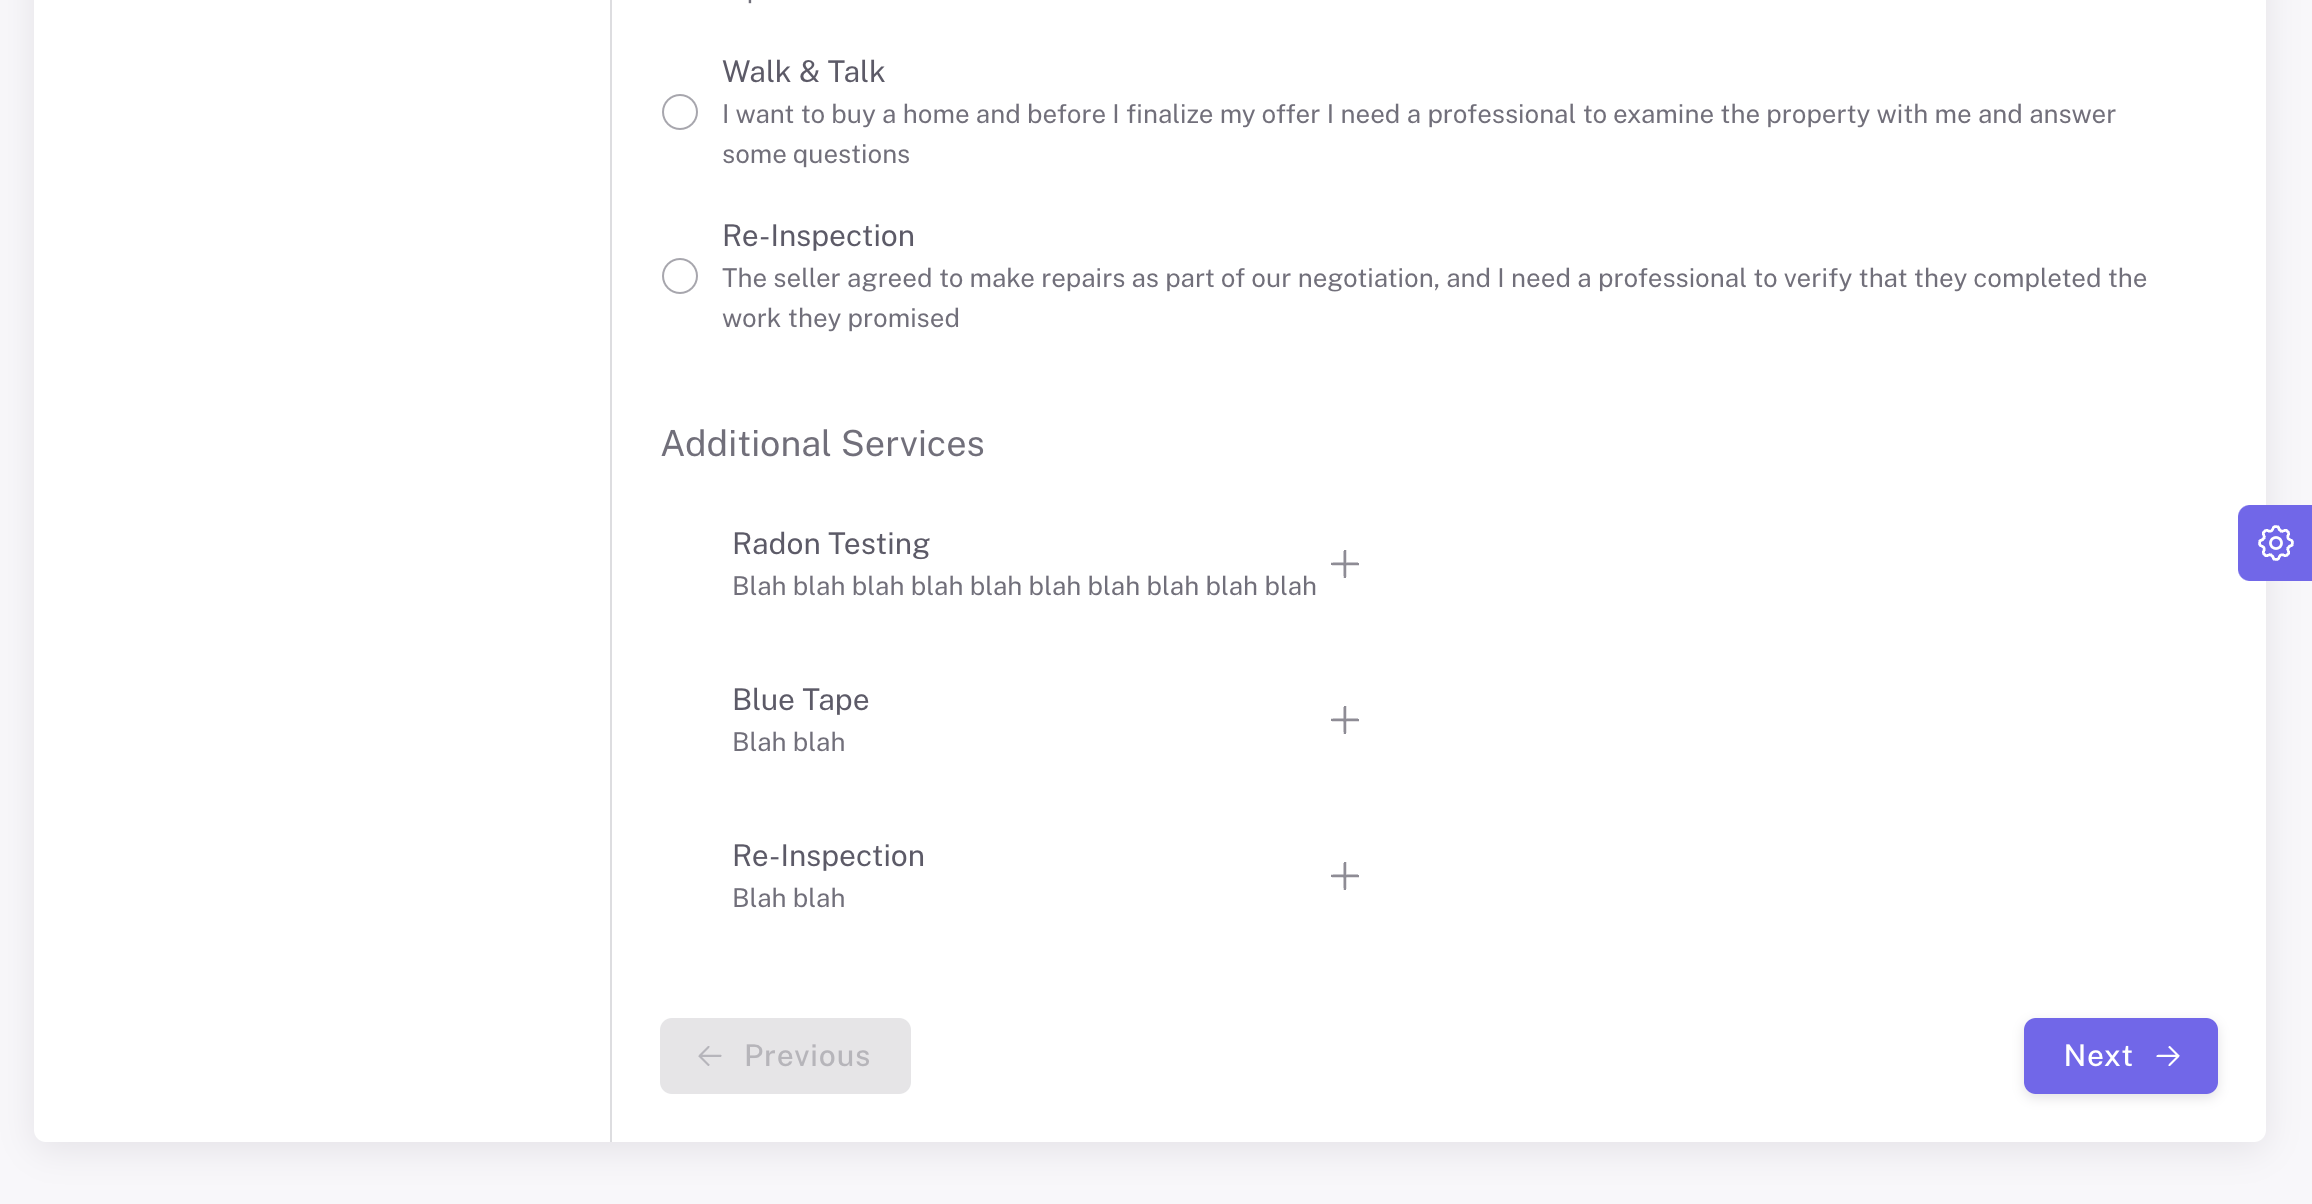 Walk & Talk
I want to buy a home and before I finalize my offer I need a professional to examine the property with me and answer
some questions
Re-Inspection
The seller agreed to make repairs as part of our negotiation, and I need a professional to verify that they completed the
work they promised
Additional Services
Radon Testing
Blah blah blah blah blah blah blah blah blah blah
Blue Tape
Blah blah
Re-Inspection
Blah blah
Previous
Next